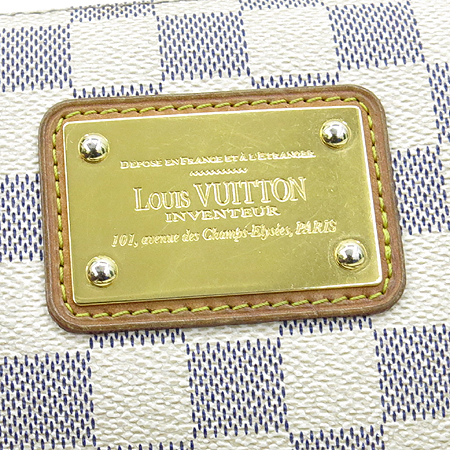 DEPOSE EN FRANCE ET À L'ETRANGER
LOUIS VUITTON
INVENTEUR
101, avenue des Champs-Elysées, PARIS